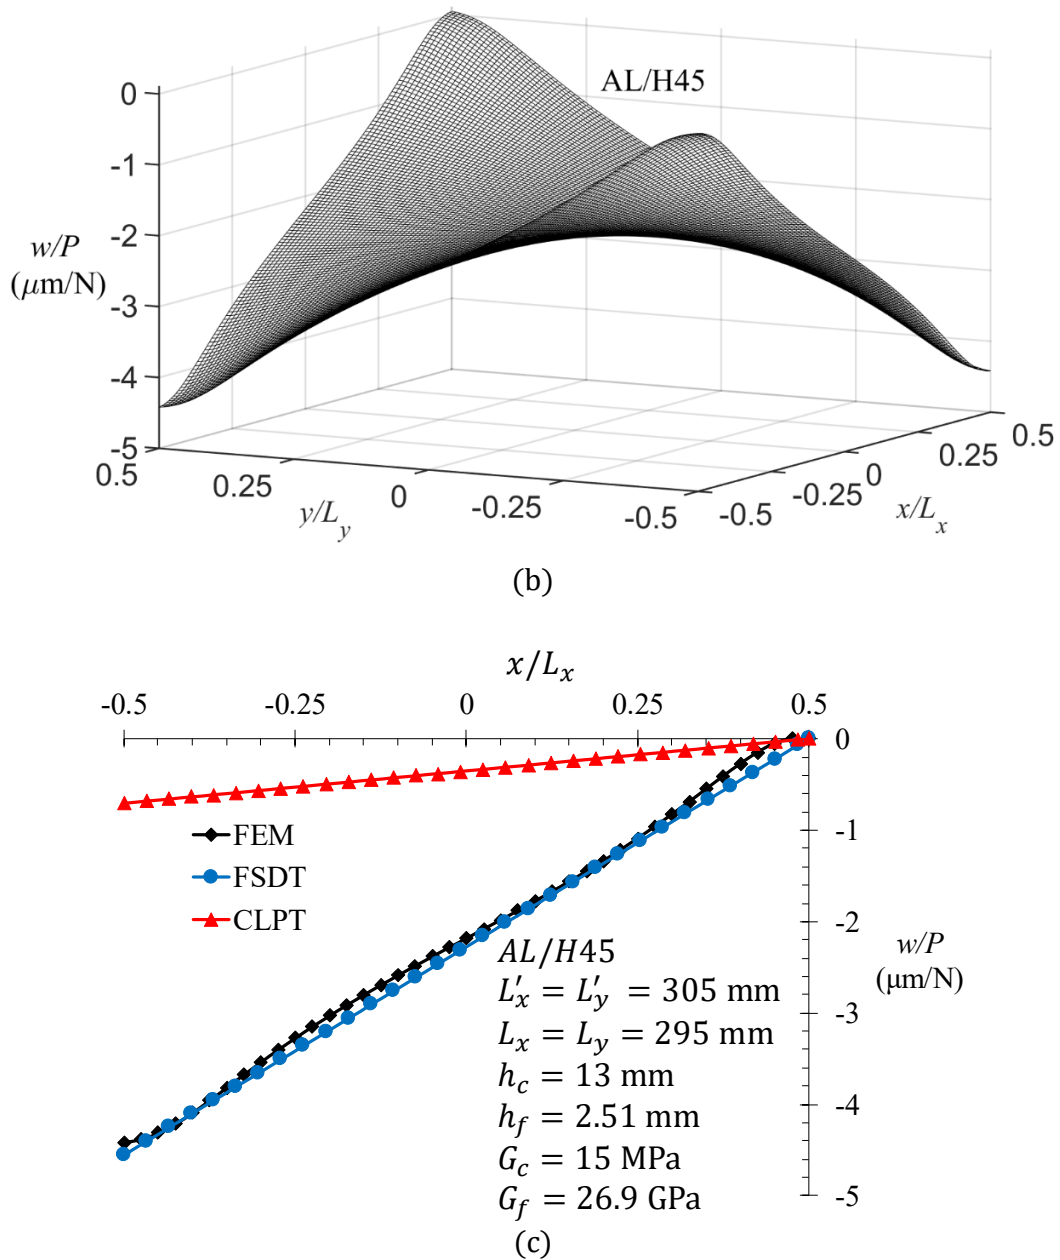 AL/H45
0
-1
-2
-3
-4
-5
w/P
(μm/N)
0.5
0.25
0
-0.25
-0.5
y/L_y
-0.5
-0.25
0
0.25
0.5
x/L_x
(b)
x/L_x
-0.5
-0.25
0
0.25
0.5
0
-1
-2
-3
-4
-5
FEM
FSDT
CLPT
w/P
(μm/N)
AL/H45
L′_x = L′_y = 305 mm
L_x = L_y = 295 mm
h_c = 13 mm
h_f = 2.51 mm
G_c = 15 MPa
G_f = 26.9 GPa
(c)